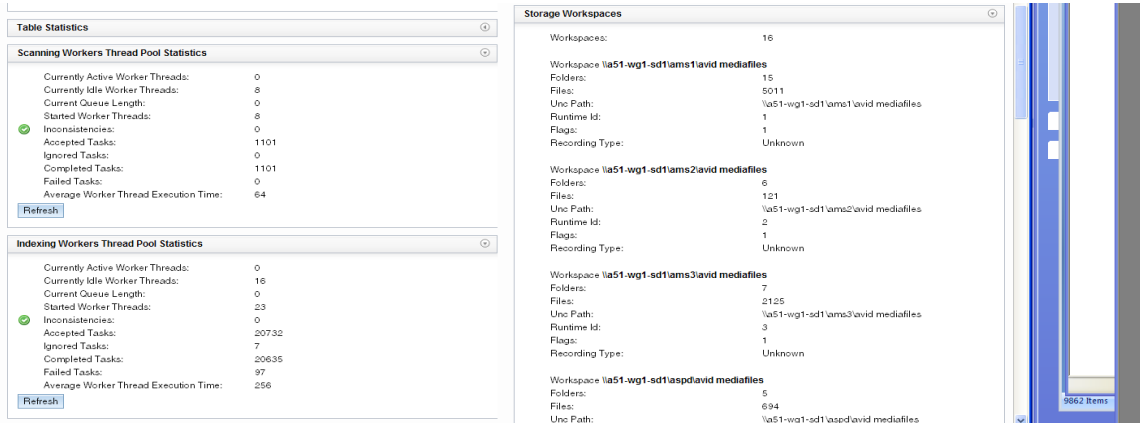 Table Statistics
Scanning Workers Thread Pool Statistics
Currently Active Worker Threads: 0
Currently Idle Worker Threads: 8
Current Queue Length: 0
Started Worker Threads: 8
Inconsistencies: 0
Accepted Tasks: 1101
Ignored Tasks: 0
Completed Tasks: 1101
Failed Tasks: 0
Average Worker Thread Execution Time: 64
Refresh
Indexing Workers Thread Pool Statistics
Currently Active Worker Threads: 0
Currently Idle Worker Threads: 16
Current Queue Length: 0
Started Worker Threads: 23
Inconsistencies: 0
Accepted Tasks: 20732
Ignored Tasks: 7
Completed Tasks: 20635
Failed Tasks: 97
Average Worker Thread Execution Time: 256
Refresh
Storage Workspaces
Workspaces: 16
Workspace \\a51-wg1-sd1\ams1\avid mediafiles
Folders: 15
Files: 5011
Unc Path: \\a51-wg1-sd1\ams1\avid mediafiles
Runtime Id: 1
Flags: 1
Recording Type: Unknown
Workspace \\a51-wg1-sd1\ams2\avid mediafiles
Folders: 6
Files: 121
Unc Path: \\a51-wg1-sd1\ams2\avid mediafiles
Runtime Id: 2
Flags: 1
Recording Type: Unknown
Workspace \\a51-wg1-sd1\ams3\avid mediafiles
Folders: 7
Files: 2125
Unc Path: \\a51-wg1-sd1\ams3\avid mediafiles
Runtime Id: 3
Flags: 1
Recording Type: Unknown
Workspace \\a51-wg1-sd1\aspd\avid mediafiles
Folders: 5
Files: 694
Unc Path: \\a51-wg1-sd1\aspd\avid mediafiles
9862 Items